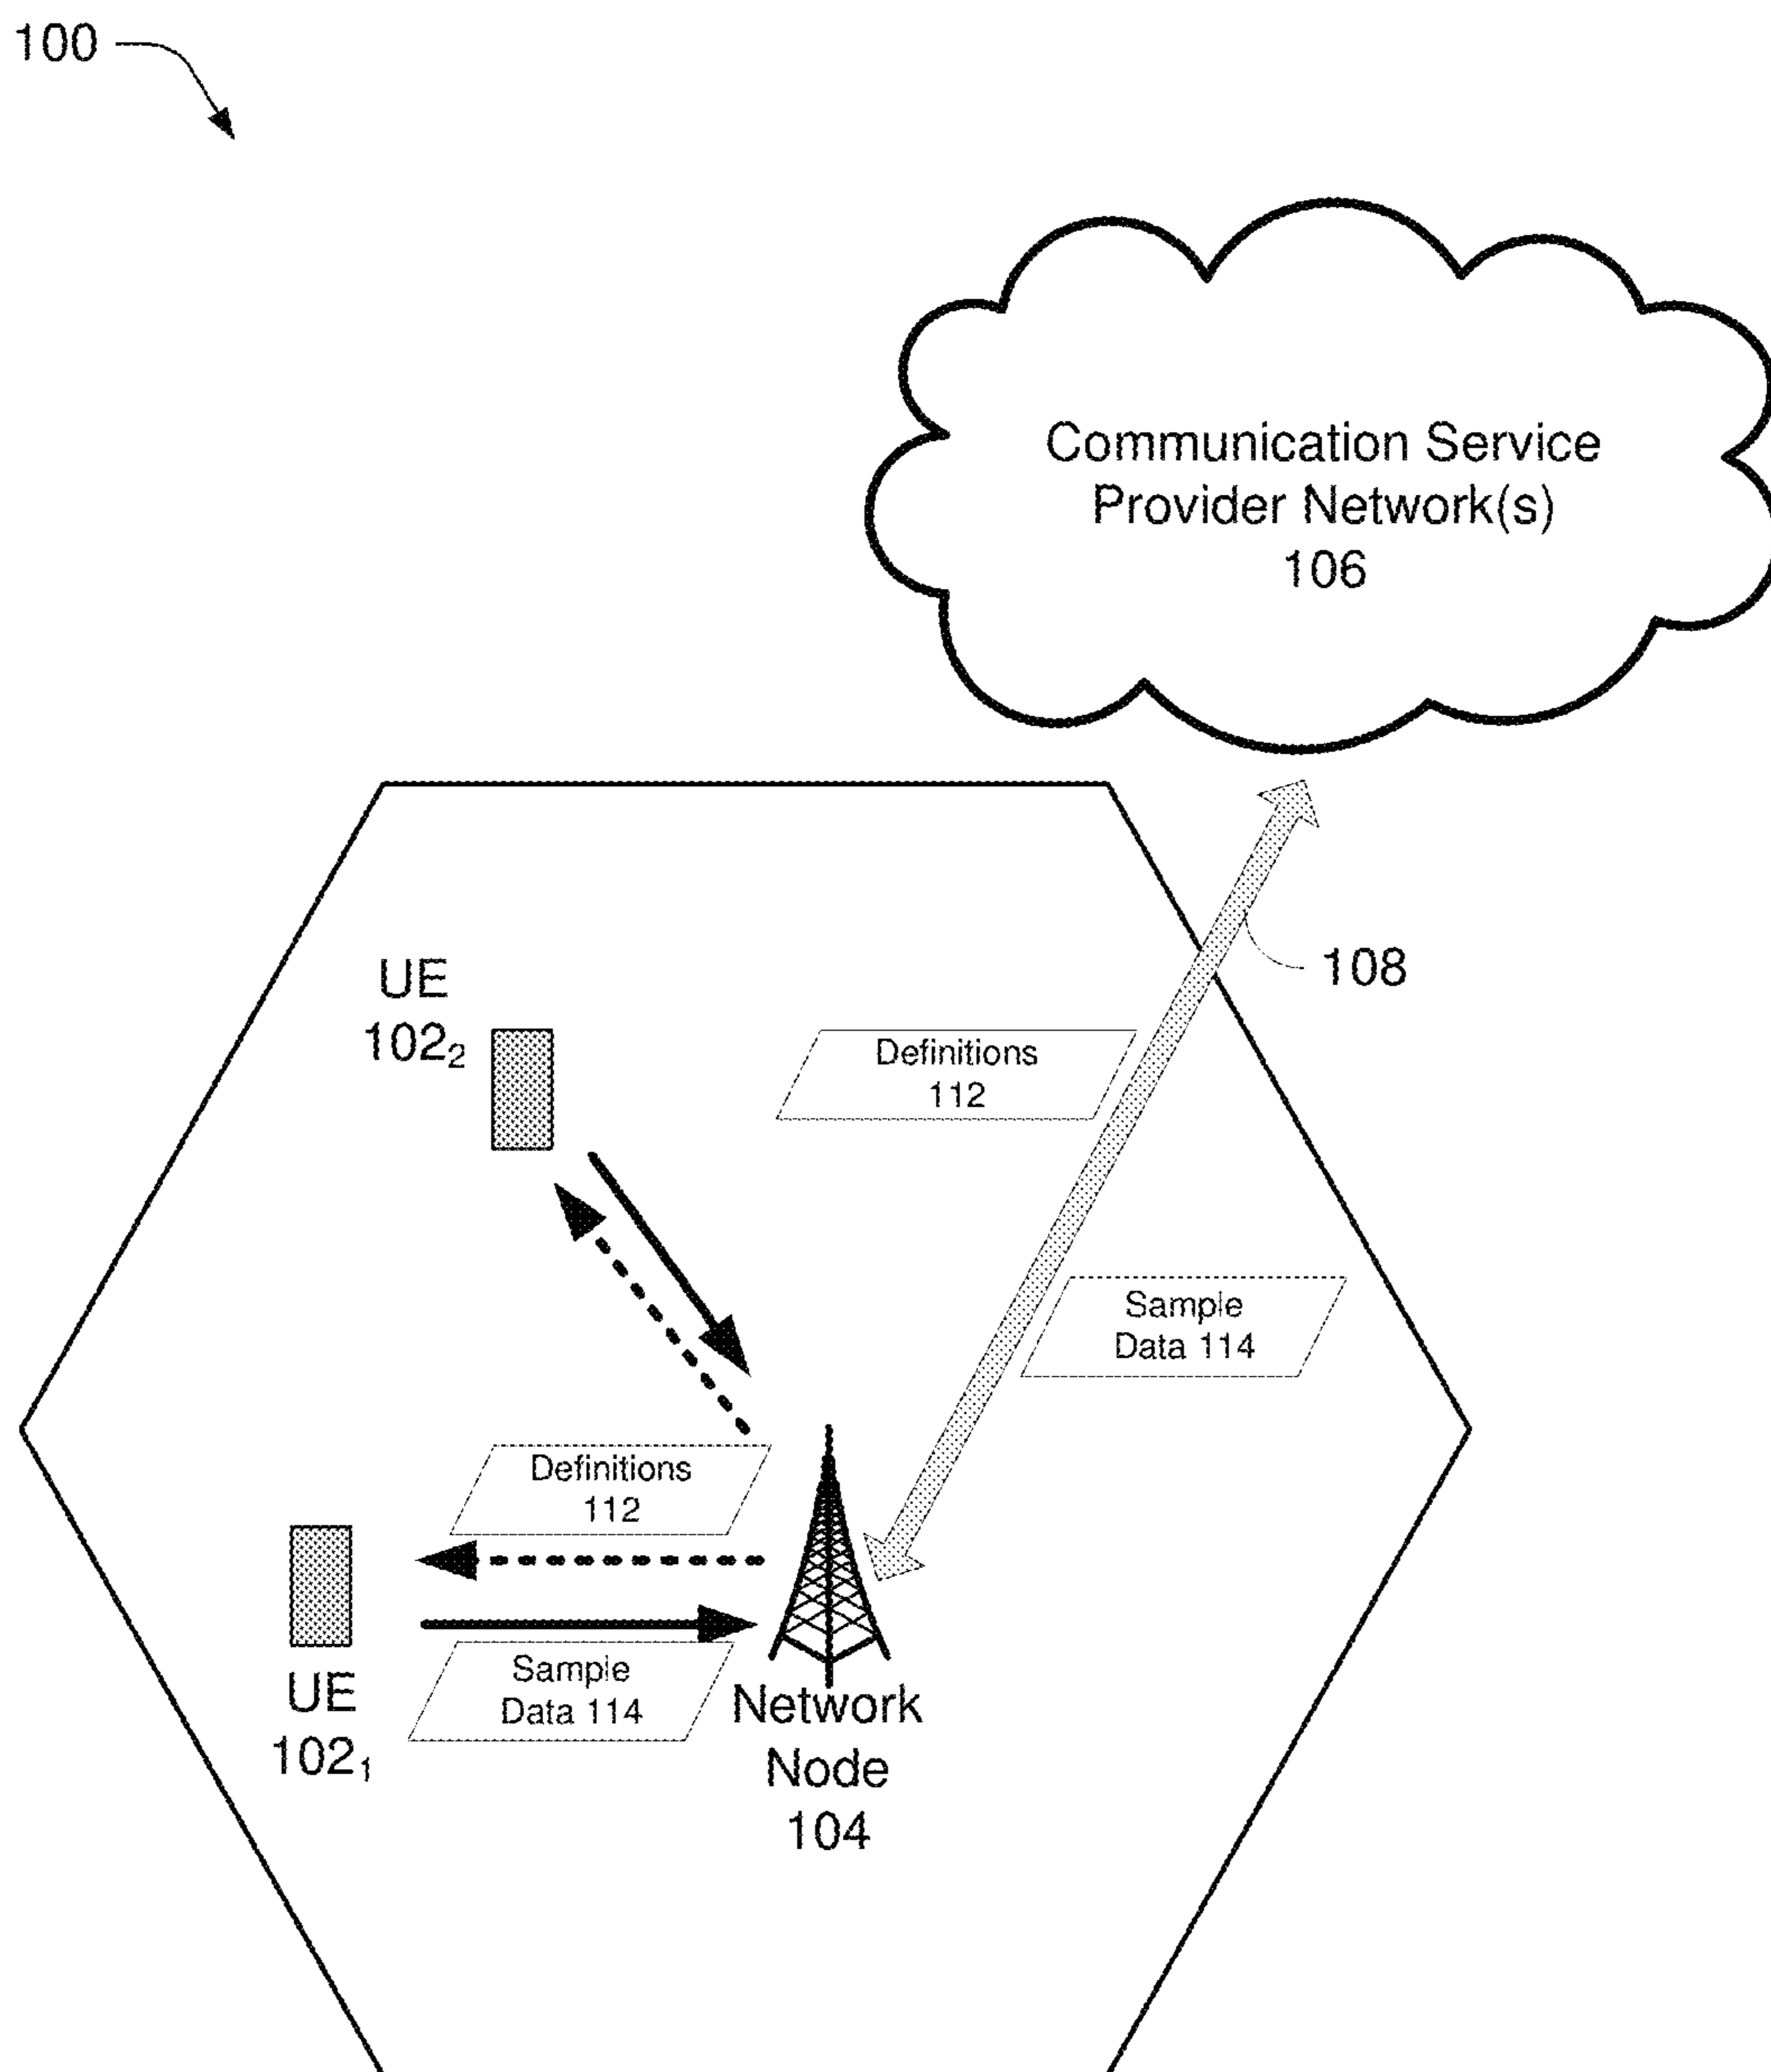 100
Communication Service
Provider Network(s)
106
108
UE
102₂
Definitions
112
Sample
Data 114
Definitions
112
UE
102₁
Sample
Data 114
Network
Node
104